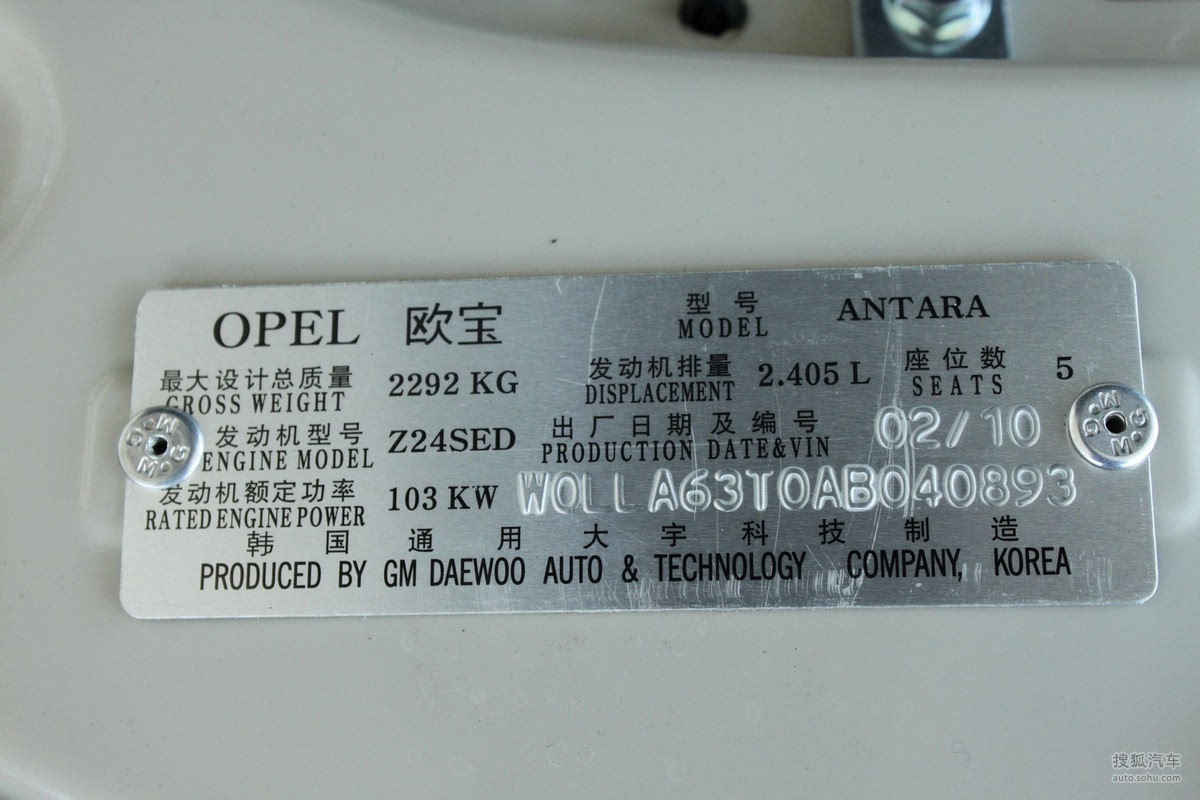 OPEL 欧宝 型号 ANTARA
MODEL
最大设计总质量 2292 KG 发动机排量 2.405 L 座位数 5
GROSS WEIGHT DISPLACEMENT SEATS
发动机型号 Z24SED 出厂日期及编号 02/10
ENGINE MODEL PRODUCTION DATE&VIN
发动机额定功率 103 KW W0LLA63T0AB040893
RATED ENGINE POWER
韩国通用大宇科技制造
PRODUCED BY GM DAEWOO AUTO & TECHNOLOGY COMPANY, KOREA
搜狐汽车
auto.sohu.com